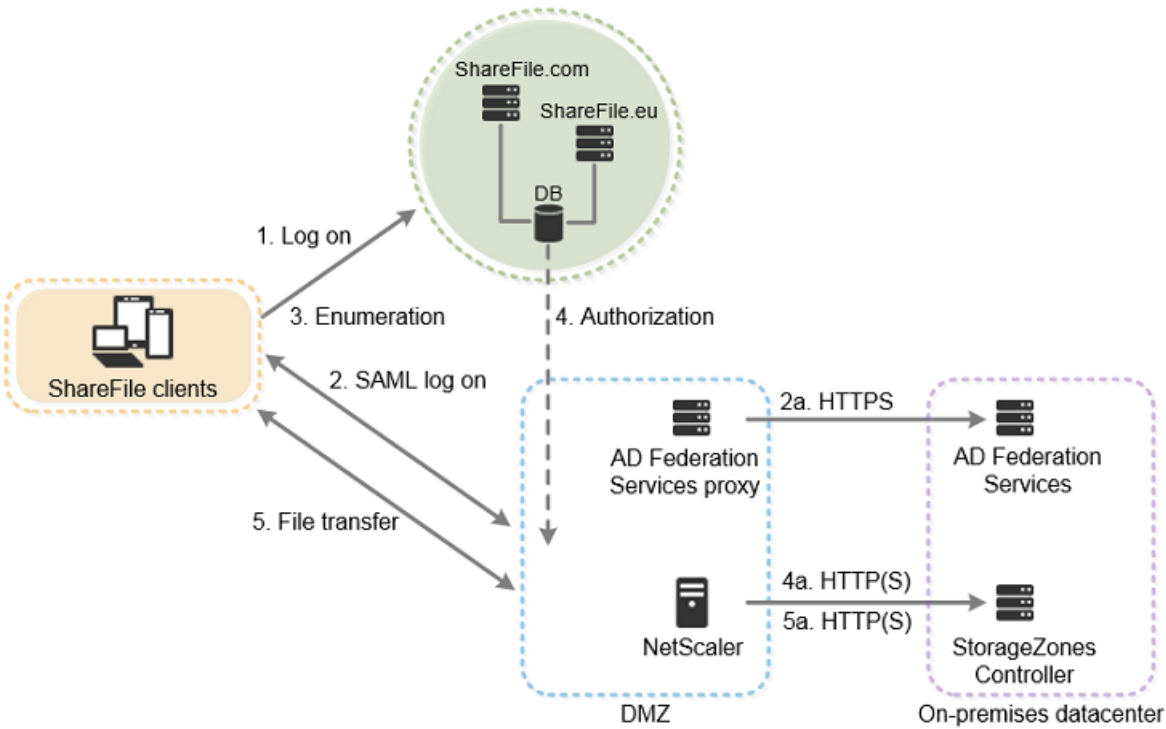 ShareFile.com
ShareFile.eu
DB
1. Log on
3. Enumeration
4. Authorization
ShareFile clients
2. SAML log on
2a. HTTPS
AD Federation
Services proxy
AD Federation
Services
5. File transfer
4a. HTTP(S)
5a. HTTP(S)
NetScaler
StorageZones
Controller
DMZ
On-premises datacenter